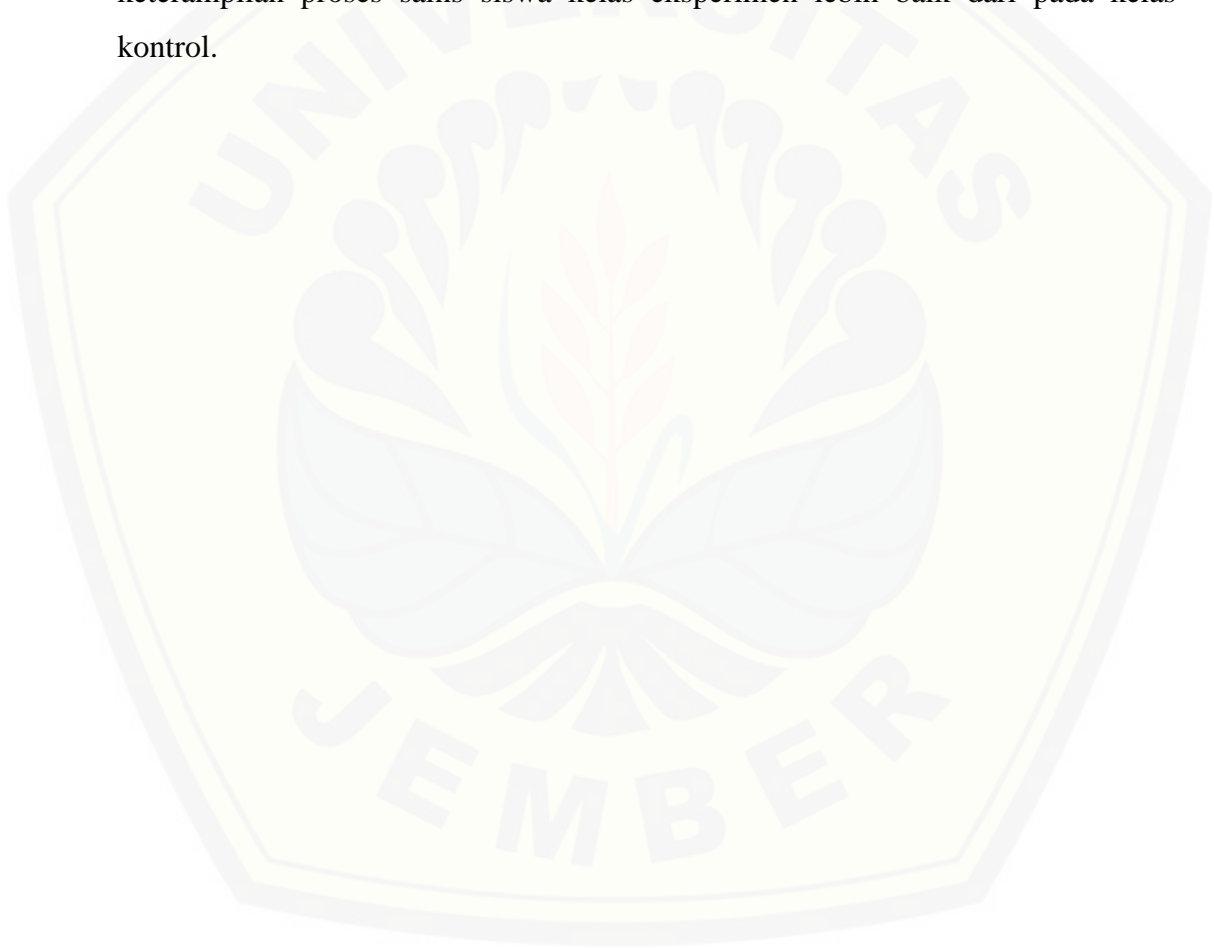 keterampilan proses sains siswa kelas eksperimen lebih baik dari pada kelas
kontrol.
UNIVERSITAS
JEMBER